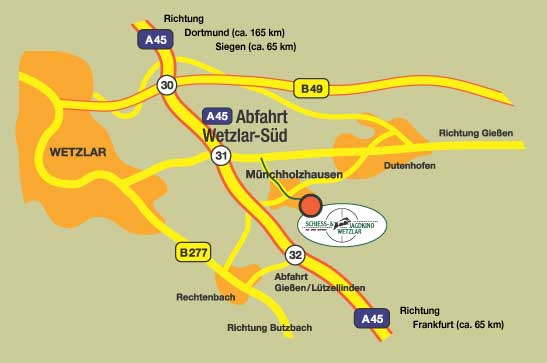 Richtung
Dortmund (ca. 165 km)
Siegen (ca. 65 km)
A45
30
B49
A45
Abfahrt
Wetzlar-Süd
Richtung Gießen
WETZLAR
31
Dutenhofen
Münchholzhausen
SCHIESS- & JAGDKINO
WETZLAR
B277
32
Abfahrt
Gießen/Lützellinden
Rechtenbach
Richtung
A45
Frankfurt (ca. 65 km)
Richtung Butzbach